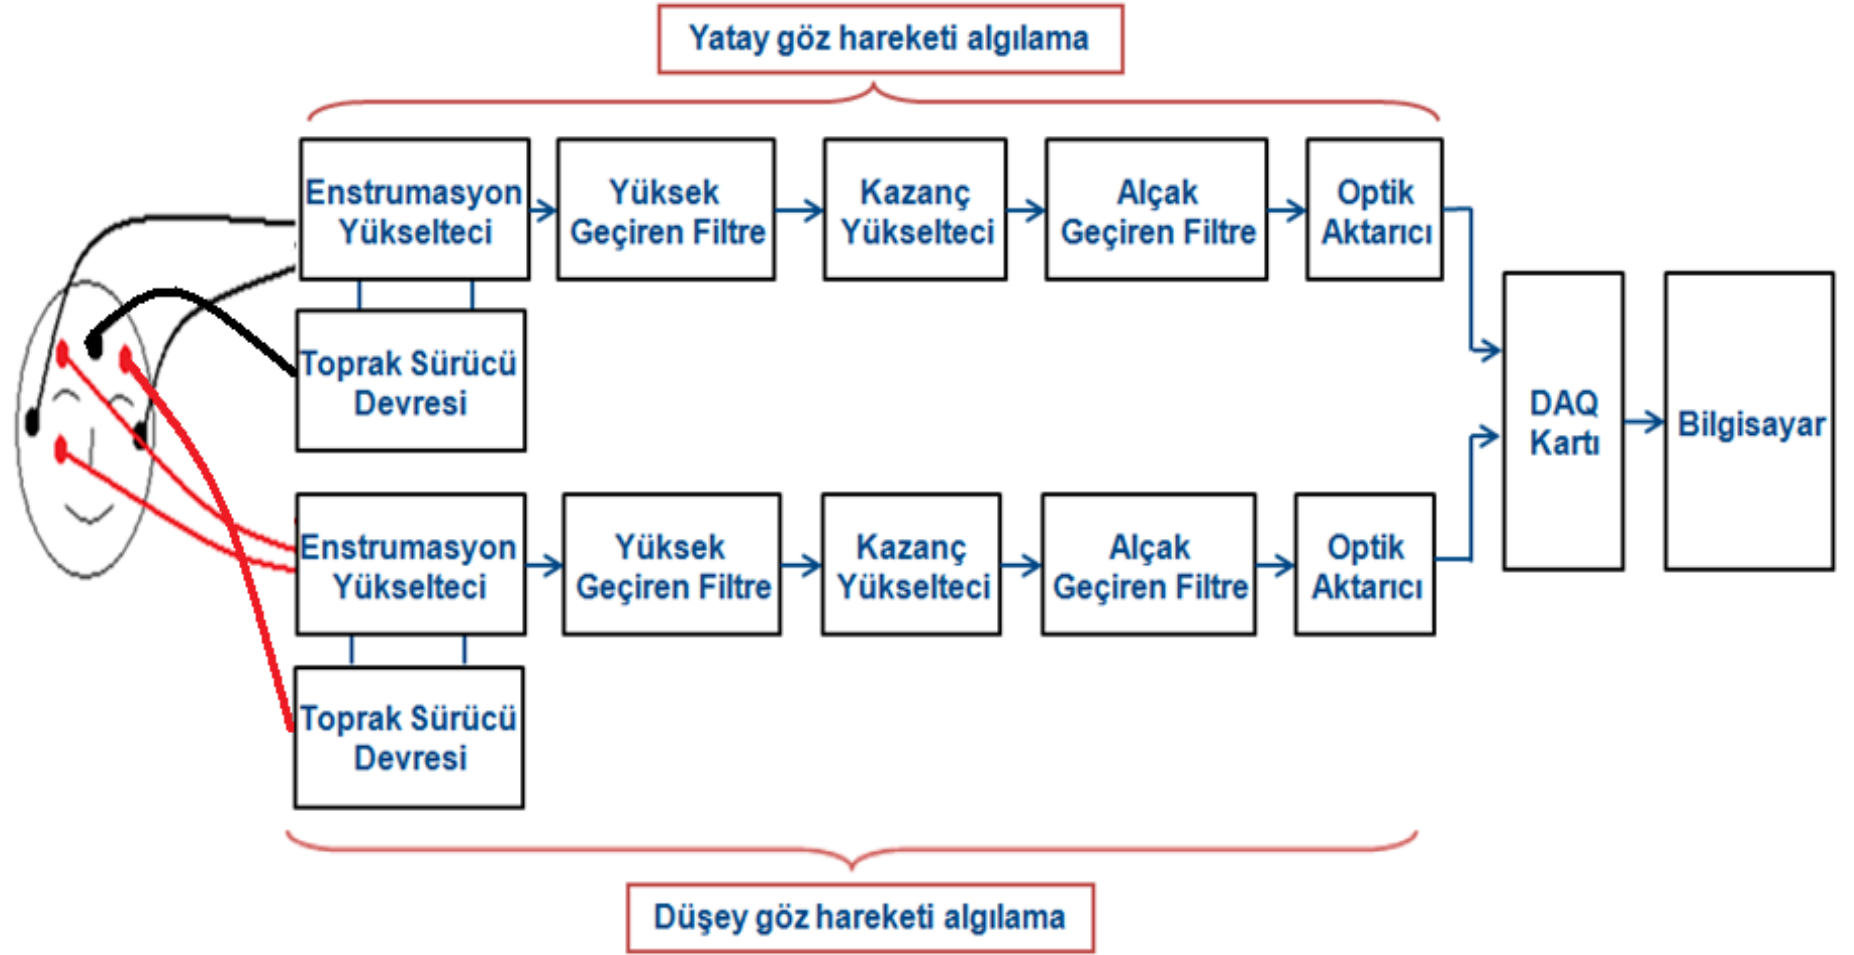 Yatay göz hareketi algılama
Enstrumasyon
Yükselteci
Yüksek
Geçiren Filtre
Kazanç
Yükselteci
Alçak
Geçiren Filtre
Optik
Aktarıcı
Toprak Sürücü
Devresi
DAQ
Kartı
Bilgisayar
Enstrumasyon
Yükselteci
Yüksek
Geçiren Filtre
Kazanç
Yükselteci
Alçak
Geçiren Filtre
Optik
Aktarıcı
Toprak Sürücü
Devresi
Düşey göz hareketi algılama